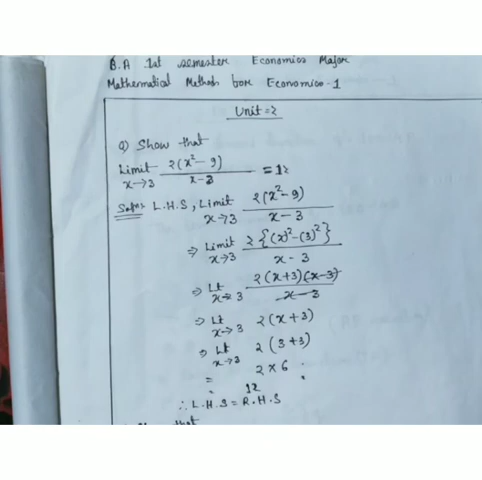 B.A 1st semester Economics Major
Mathematical Methods for Economics-1
Unit=2
Q) Show that
Limit x→3 2(x²-9)/x-3 = 12
Sol: L.H.S, Limit x→3 2(x²-9)/x-3
⇒ Limit x→3 2{(x)²-(3)²}/x-3
⇒ Lt x→3 2(x+3)(x-3)/x-3
⇒ Lt x→3 2(x+3)
⇒ Lt x→3 2(3+3)
= 2×6
12
∴ L.H.S = R.H.S
that